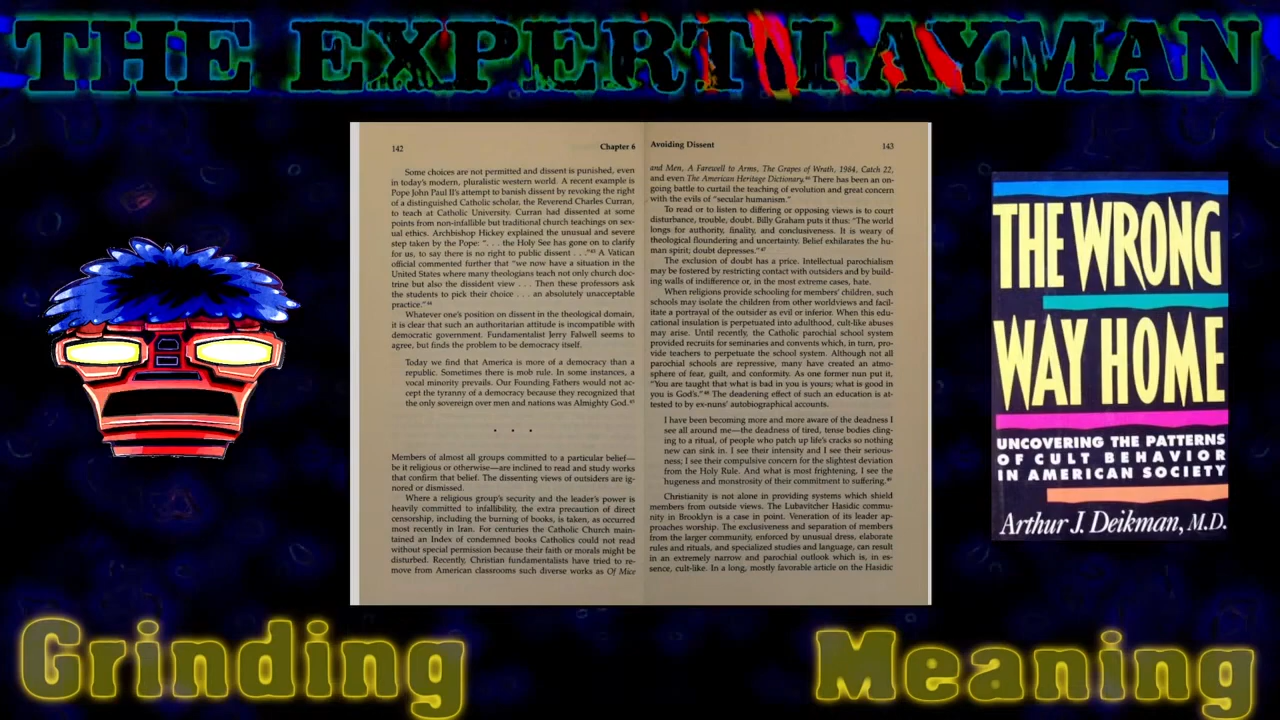 THE EXPERT LAYMAN
142
Chapter 6
Some choices are not permitted and dissent is punished, even
in today's modern, pluralistic western world. A recent example is
Pope John Paul II's attempt to banish dissent by revoking the right
of a distinguished Catholic scholar, the Reverend Charles Curran,
to teach at Catholic University. Curran had dissented at some
points from non-infallible but traditional church teachings on sex-
ual ethics. Archbishop Hickey explained the unusual and severe
step taken by the Pope: ". . . the Holy See has gone on to clarify
for us, to say there is no right to public dissent . . ." A Vatican
official commented further that "we now have a situation in the
United States where many theologians teach not only church doc-
trine but also the dissident view . . . Then these professors ask
the students to pick their choice . . . an absolutely unacceptable
practice."
Whatever one's position on dissent in the theological domain,
it is clear that such an authoritarian attitude is incompatible with
democratic government. Fundamentalist Jerry Falwell seems to
agree, but finds the problem to be democracy itself.
Today we find that America is more of a democracy than a
republic. Sometimes there is mob rule. In some instances, a
vocal minority prevails. Our Founding Fathers would not ac-
cept the tyranny of a democracy because they recognized that
the only sovereign over men and nations was Almighty God.
. . .
Members of almost all groups committed to a particular belief—
be it religious or otherwise—are inclined to read and study works
that confirm that belief. The dissenting views of outsiders are ig-
nored or dismissed.
Where a religious group's security and the leader's power is
heavily committed to infallibility, the extra precaution of direct
censorship, including the burning of books, is taken, as occurred
most recently in Iran. For centuries the Catholic Church main-
tained an Index of condemned books Catholics could not read
without special permission because their faith or morals might be
disturbed. Recently, Christian fundamentalists have tried to re-
move from American classrooms such diverse works as Of Mice
Avoiding Dissent
143
and Men, A Farewell to Arms, The Grapes of Wrath, 1984, Catch 22,
and even The American Heritage Dictionary. There has been an on-
going battle to curtail the teaching of evolution and great concern
with the evils of "secular humanism."
To read or to listen to differing or opposing views is to court
disturbance, trouble, doubt. Billy Graham puts it thus: "The world
longs for authority, finality, and conclusiveness. It is weary of
theological floundering and uncertainty. Belief exhilarates the hu-
man spirit; doubt depresses."
The exclusion of doubt has a price. Intellectual parochialism
may be fostered by restricting contact with outsiders and by build-
ing walls of indifference or, in the most extreme cases, hate.
When religions provide schooling for members' children, such
schools may isolate the children from other worldviews and facil-
itate a portrayal of the outsider as evil or inferior. When this edu-
cational insulation is perpetuated into adulthood, cult-like abuses
may arise. Until recently, the Catholic parochial school system
provided recruits for seminaries and convents which, in turn, pro-
vide teachers to perpetuate the school system. Although not all
parochial schools are repressive, many have created an atmo-
sphere of fear, guilt, and conformity. As one former nun put it,
"You are taught that what is bad in you is yours; what is good in
you is God's." The deadening effect of such an education is at-
tested to by ex-nuns' autobiographical accounts.
I have been becoming more and more aware of the deadness I
see all around me—the deadness of tired, tense bodies cling-
ing to a ritual, of people who patch up life's cracks so nothing
new can sink in. I see their intensity and I see their serious-
ness; I see their compulsive concern for the slightest deviation
from the Holy Rule. And what is most frightening, I see the
hugeness and monstrosity of their commitment to suffering.
Christianity is not alone in providing systems which shield
members from outside views. The Lubavitcher Hasidic commu-
nity in Brooklyn is a case in point. Veneration of its leader ap-
proaches worship. The exclusiveness and separation of members
from the larger community, enforced by unusual dress, elaborate
rules and rituals, and specialized studies and language, can result
in an extremely narrow and parochial outlook which is, in es-
sence, cult-like. In a long, mostly favorable article on the Hasidic
THE WRONG
WAY HOME
UNCOVERING THE PATTERNS
OF CULT BEHAVIOR
IN AMERICAN SOCIETY
Arthur J. Deikman, M.D.
Grinding
Meaning